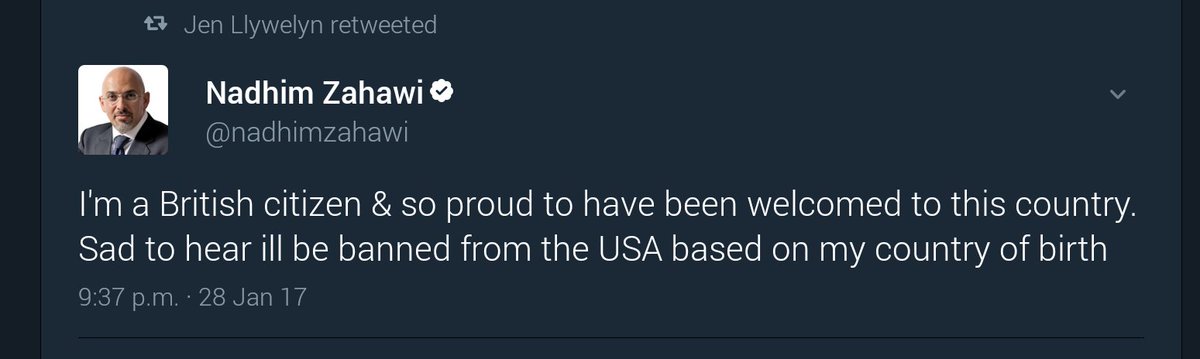 Jen Llywelyn retweeted
Nadhim Zahawi
@nadhimzahawi
I'm a British citizen & so proud to have been welcomed to this country.
Sad to hear ill be banned from the USA based on my country of birth
9:37 p.m. · 28 Jan 17